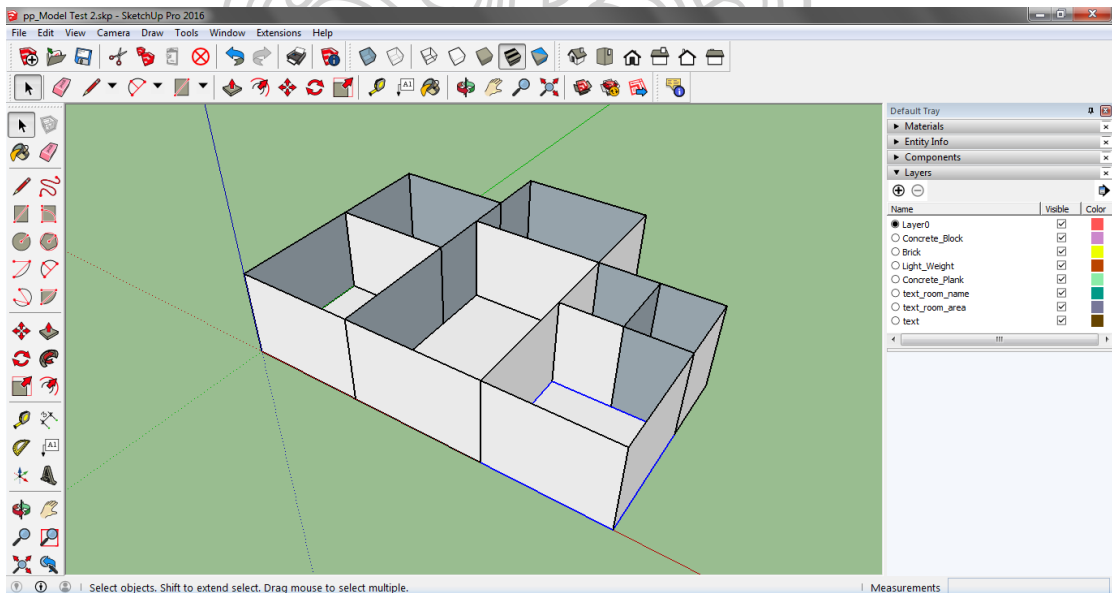 pp_Model Test 2.skp - SketchUp Pro 2016
File Edit View Camera Draw Tools Window Extensions Help
A1
Default Tray
Materials
Entity Info
Components
Layers
Name Visible Color
Layer0
Concrete_Block
Brick
Light_Weight
Concrete_Plank
text_room_name
text_room_area
text
A1
Select objects. Shift to extend select. Drag mouse to select multiple.
Measurements